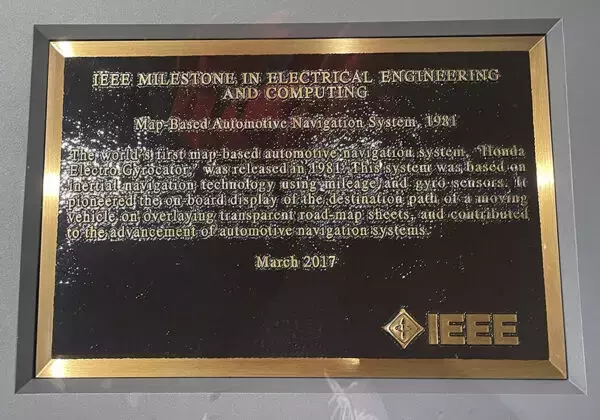 IEEE MILESTONE IN ELECTRICAL ENGINEERING
AND COMPUTING
Map-Based Automotive Navigation System, 1981
The world's first map-based automotive navigation system, "Honda
Electro Gyrocator," was released in 1981. This system was based on
inertial navigation technology using mileage and gyro sensors. It
pioneered the on-board display of the destination path of a moving
vehicle on overlaying transparent road-map sheets, and contributed
to the advancement of automotive navigation systems.
March 2017
IEEE